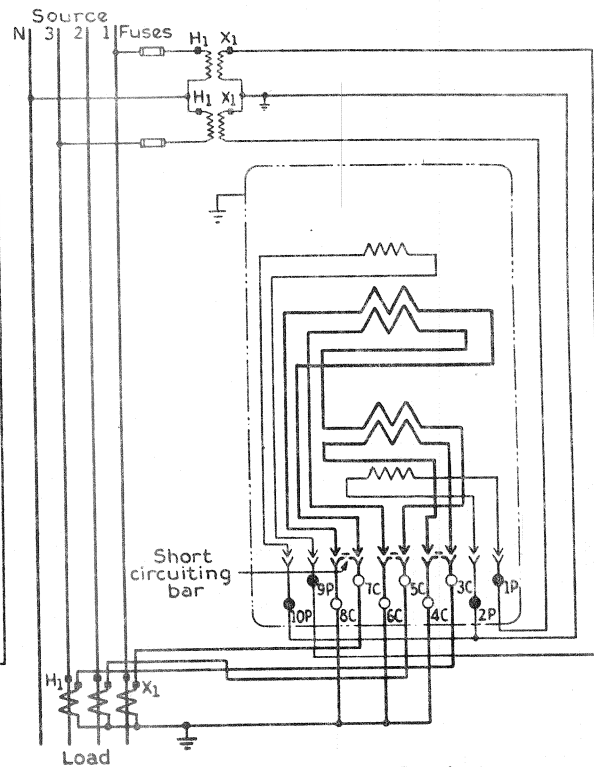 Source
N 3 2 1 Fuses
H1 X1
H1 X1
Short
circuiting
bar
9P 7C 5C 3C 1P
10P 8C 6C 4C 2P
H1 X1
Load